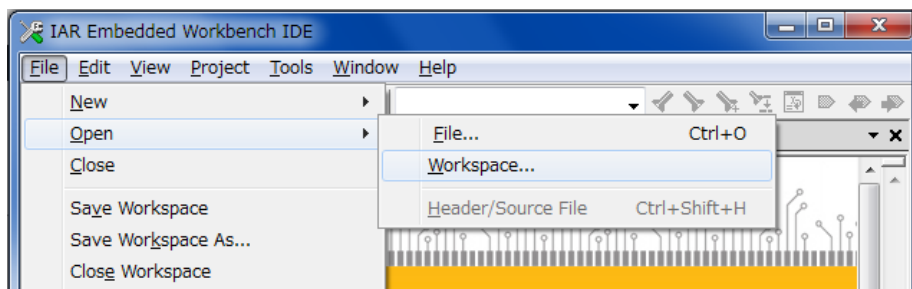 IAR Embedded Workbench IDE
File Edit View Project Tools Window Help
New
Open
File... Ctrl+O
Close
Workspace...
Save Workspace
Header/Source File Ctrl+Shift+H
Save Workspace As...
Close Workspace